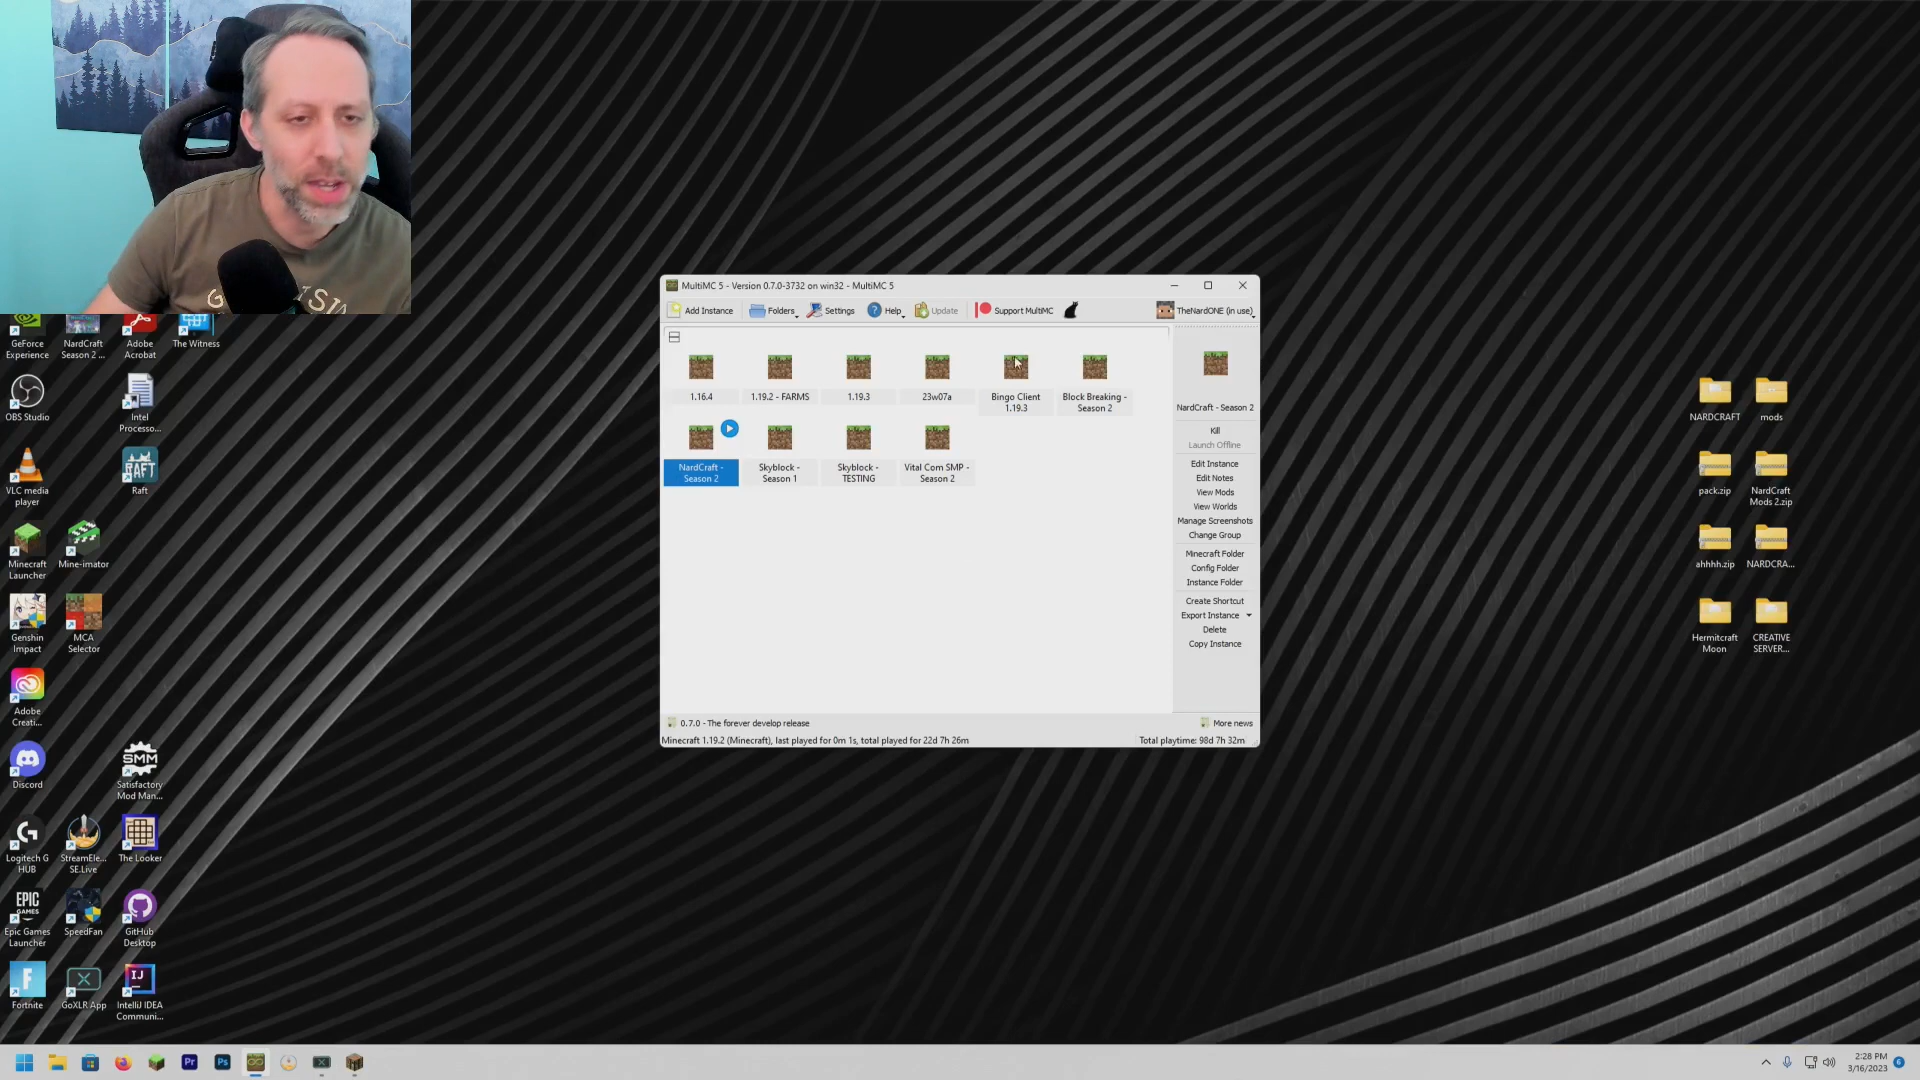 GeForce
Experience
NardCraft
Season 2 ...
Adobe
Acrobat
The Witness
OBS Studio
Intel
Processo...
VLC media
player
Raft
Minecraft
Launcher
Mine-imator
Genshin
Impact
MCA
Selector
Adobe
Creati...
Discord
SMM
Satisfactory
Mod Man...
Logitech G
HUB
StreamEle...
SE.Live
The Looker
EPIC
GAMES
Epic Games
Launcher
SpeedFan
GitHub
Desktop
Fortnite
GoXLR App
IJ
IntelliJ IDEA
Communi...
RAFT
MultiMC 5 - Version 0.7.0-3732 on win32 - MultiMC 5
Add Instance
Folders
Settings
Help
Update
Support MultiMC
TheNardONE (in use)
1.16.4
1.19.2 - FARMS
1.19.3
23w07a
Bingo Client
1.19.3
Block Breaking -
Season 2
NardCraft -
Season 2
Skyblock -
Season 1
Skyblock -
TESTING
Vital Com SMP -
Season 2
NardCraft - Season 2
Kill
Launch Offline
Edit Instance
Edit Notes
View Mods
View Worlds
Manage Screenshots
Change Group
Minecraft Folder
Config Folder
Instance Folder
Create Shortcut
Export Instance
Delete
Copy Instance
0.7.0 - The forever develop release
More news
Minecraft 1.19.2 (Minecraft), last played for 0m 1s, total played for 22d 7h 26m
Total playtime: 98d 7h 32m
NARDCRAFT
mods
pack.zip
NardCraft
Mods 2.zip
ahhhh.zip
NARDCRA...
Hermitcraft
Moon
CREATIVE
SERVER...
Pr
Ps
2:28 PM
3/16/2023
6